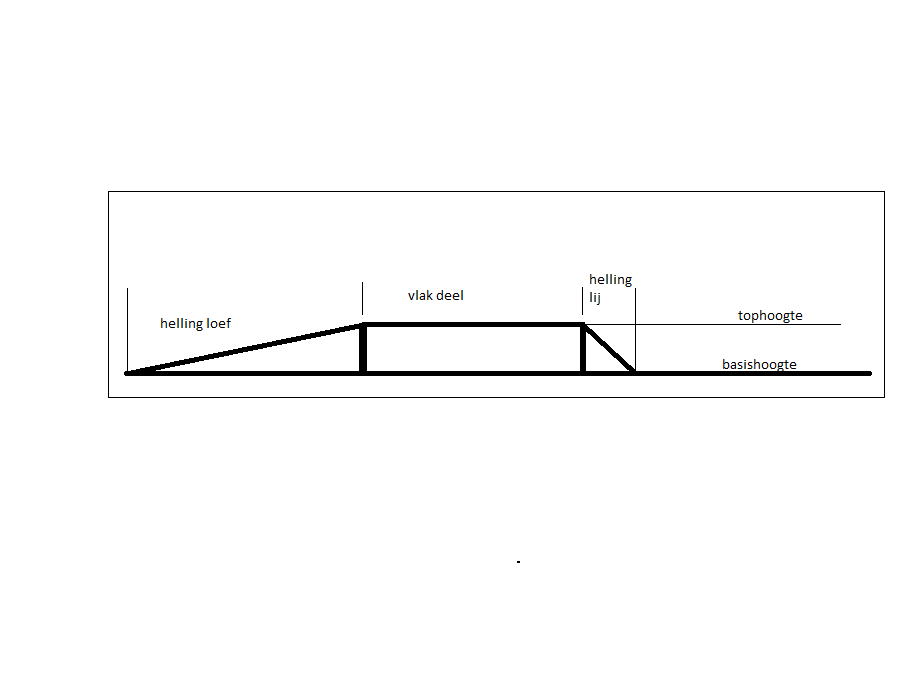 helling
lij
vlak deel
helling loef
tophoogte
basishoogte